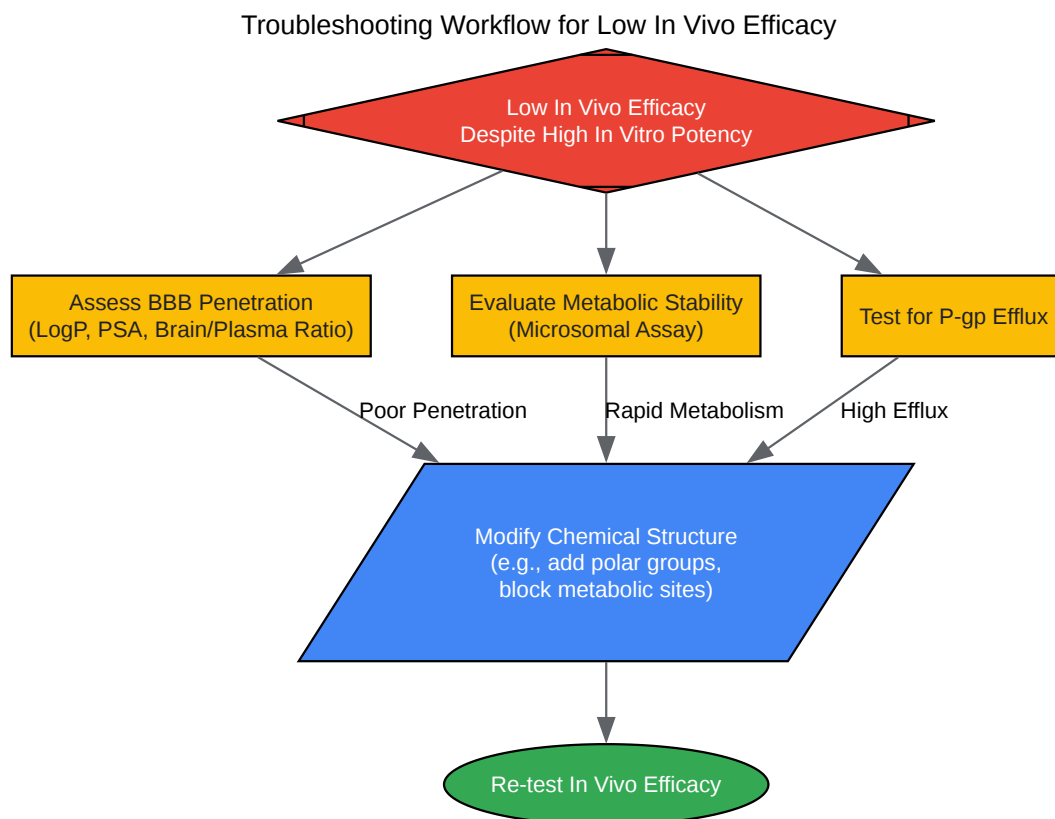 Troubleshooting Workflow for Low In Vivo Efficacy
Low In Vivo Efficacy
Despite High In Vitro Potency
Assess BBB Penetration
(LogP, PSA, Brain/Plasma Ratio)
Evaluate Metabolic Stability
(Microsomal Assay)
Test for P-gp Efflux
Poor Penetration
Rapid Metabolism
High Efflux
Modify Chemical Structure
(e.g., add polar groups,
block metabolic sites)
Re-test In Vivo Efficacy